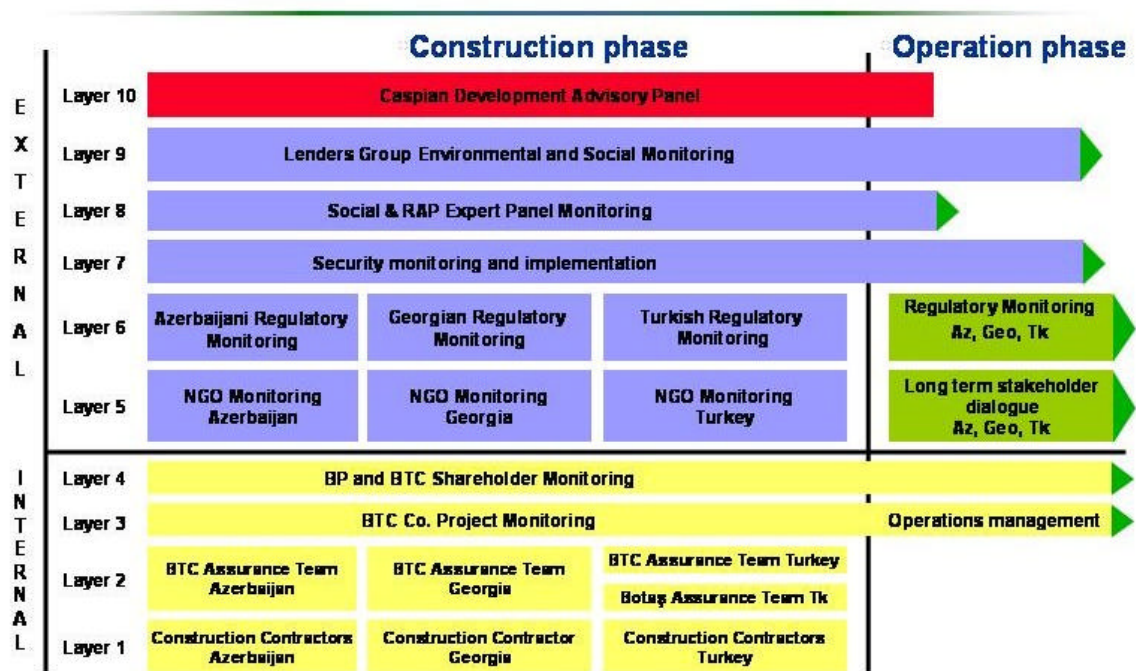 Construction phase
Operation phase
EXTERNAL
Layer 10
Caspian Development Advisory Panel
Layer 9
Lenders Group Environmental and Social Monitoring
Layer 8
Social & RAP Expert Panel Monitoring
Layer 7
Security monitoring and implementation
Layer 6
Azerbaijani Regulatory
Monitoring
Georgian Regulatory
Monitoring
Turkish Regulatory
Monitoring
Regulatory Monitoring
Az, Geo, Tk
Layer 5
NGO Monitoring
Azerbaijan
NGO Monitoring
Georgia
NGO Monitoring
Turkey
Long term stakeholder
dialogue
Az, Geo, Tk
INTERNAL
Layer 4
BP and BTC Shareholder Monitoring
Layer 3
BTC Co. Project Monitoring
Operations management
Layer 2
BTC Assurance Team
Azerbaijan
BTC Assurance Team
Georgia
BTC Assurance Team Turkey
Botaş Assurance Team Tk
Layer 1
Construction Contractors
Azerbaijan
Construction Contractor
Georgia
Construction Contractors
Turkey